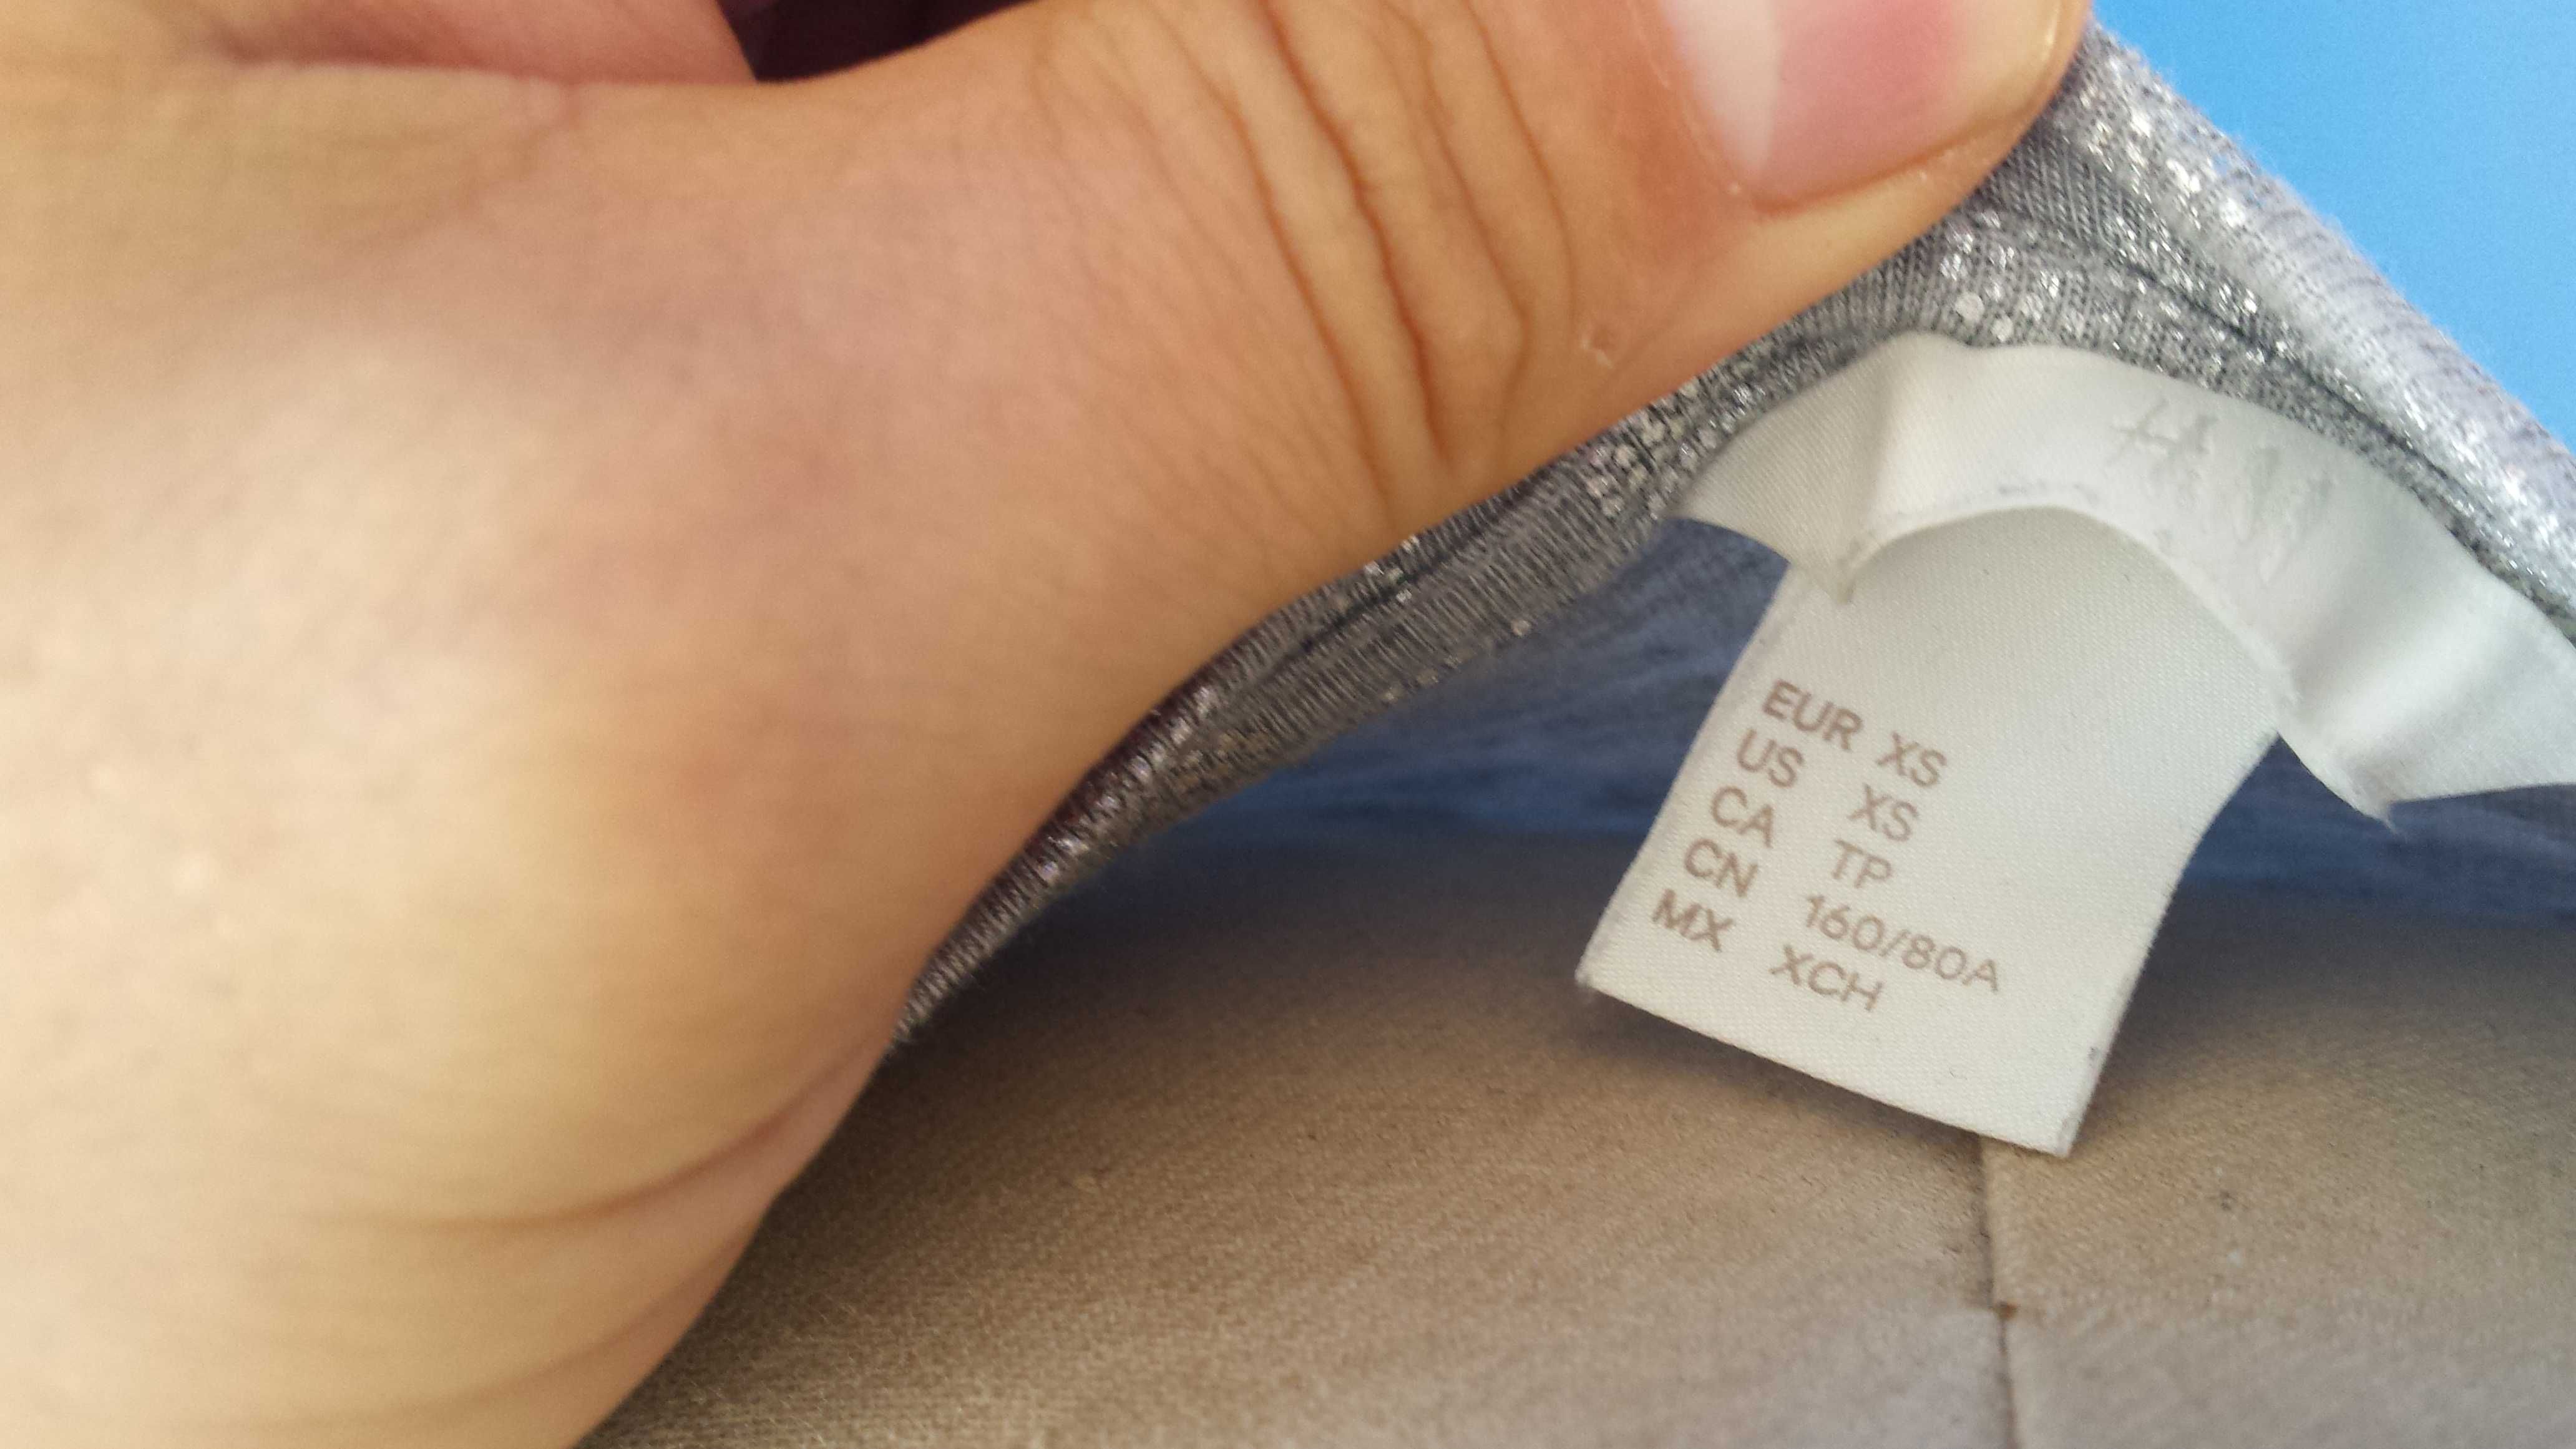 EUR XS
US XS
CA TP
CN 160/80A
MX XCH